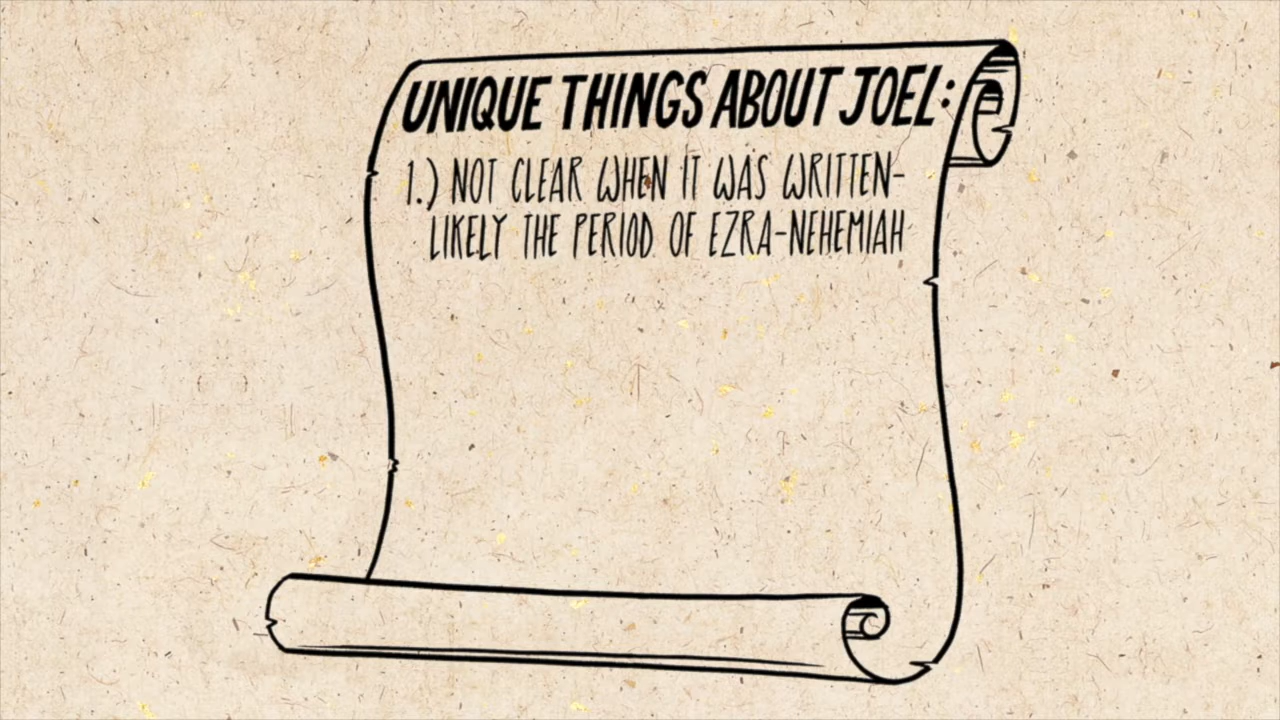 UNIQUE THINGS ABOUT JOEL:
1.) NOT CLEAR WHEN IT WAS WRITTEN-
LIKELY THE PERIOD OF EZRA-NEHEMIAH